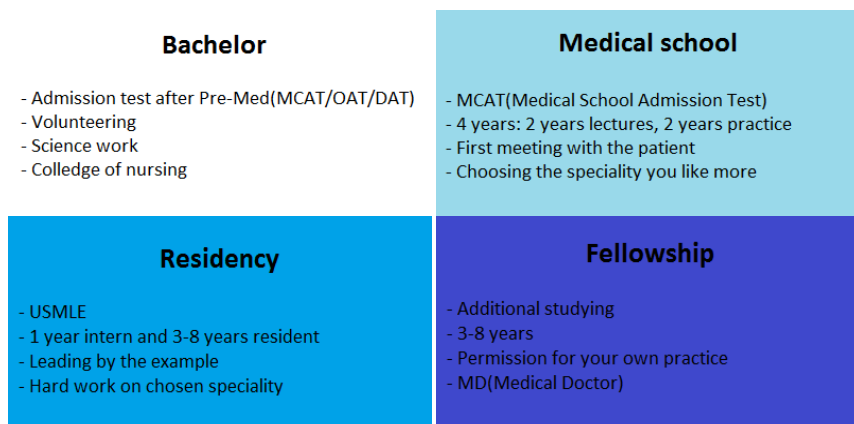 Bachelor
- Admission test after Pre-Med(MCAT/OAT/DAT)
- Volunteering
- Science work
- Colledge of nursing
Medical school
- MCAT(Medical School Admission Test)
- 4 years: 2 years lectures, 2 years practice
- First meeting with the patient
- Choosing the speciality you like more
Residency
- USMLE
- 1 year intern and 3-8 years resident
- Leading by the example
- Hard work on chosen speciality
Fellowship
- Additional studying
- 3-8 years
- Permission for your own practice
- MD(Medical Doctor)